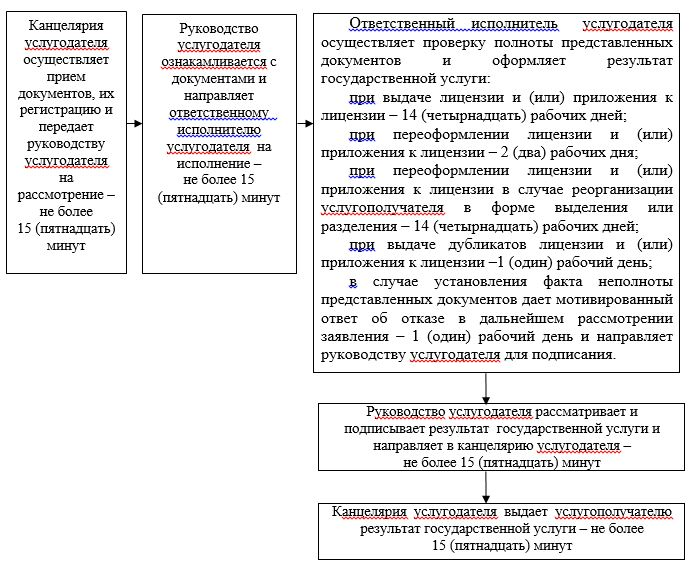 Канцелярия
услугодателя
осуществляет
прием
документов, их
регистрацию и
передает
руководству
услугодателя
на
рассмотрение –
не более
15 (пятнадцать)
минут
Руководство
услугодателя
ознакамливается с
документами и
направляет
ответственному
исполнителю
услугодателя на
исполнение –
не более 15
(пятнадцать) минут
Ответственный исполнитель услугодателя
осуществляет проверку полноты представленных
документов и оформляет результат
государственной услуги:
при выдаче лицензии и (или) приложения к
лицензии – 14 (четырнадцать) рабочих дней;
при переоформлении лицензии и (или)
приложения к лицензии – 2 (два) рабочих дня;
при переоформлении лицензии и (или)
приложения к лицензии в случае реорганизации
услугополучателя в форме выделения или
разделения – 14 (четырнадцать) рабочих дней;
при выдаче дубликатов лицензии и (или)
приложения к лицензии –1 (один) рабочий день;
в случае установления факта неполноты
представленных документов дает мотивированный
ответ об отказе в дальнейшем рассмотрении
заявления – 1 (один) рабочий день и направляет
руководству услугодателя для подписания.
Руководство услугодателя рассматривает и
подписывает результат государственной услуги и
направляет в канцелярию услугодателя –
не более 15 (пятнадцать) минут
Канцелярия услугодателя выдает услугополучателю
результат государственной услуги – не более
15 (пятнадцать) минут